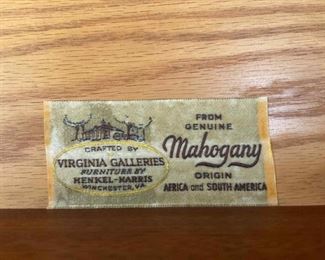 CRAFTED BY
VIRGINIA GALLERIES
FURNITURE BY
HENKEL-HARRIS
WINCHESTER, VA.
FROM
GENUINE
Mahogany
ORIGIN
AFRICA and SOUTH AMERICA